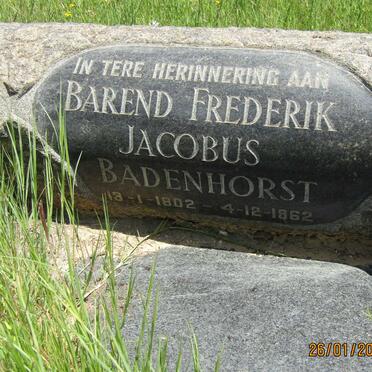 IN TERE HERINNERING AAN
BAREND FREDERIK
JACOBUS
BADENHORST
13-1-1802 - 4-12-1862
26/01/20